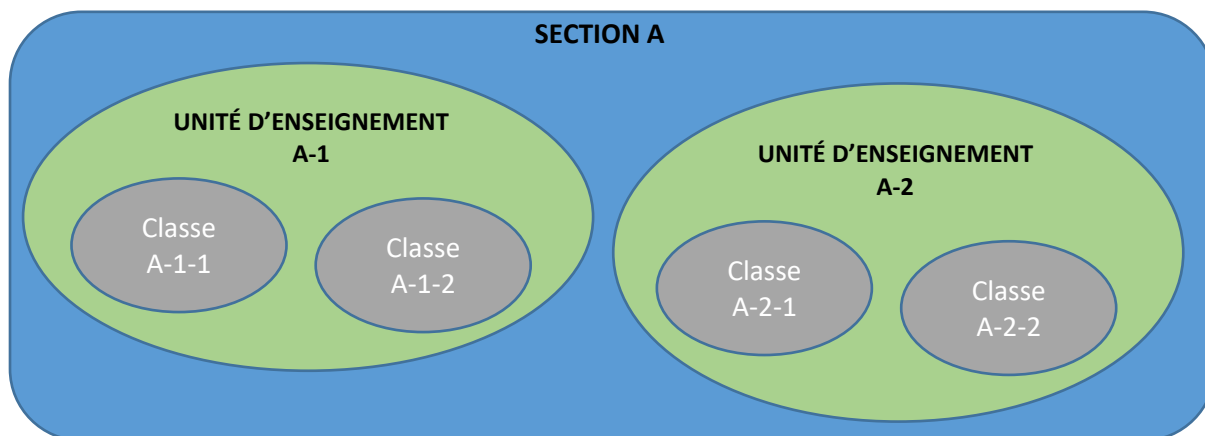 SECTION A
UNITÉ D’ENSEIGNEMENT
A-1
Classe
A-1-1
Classe
A-1-2
UNITÉ D’ENSEIGNEMENT
A-2
Classe
A-2-1
Classe
A-2-2